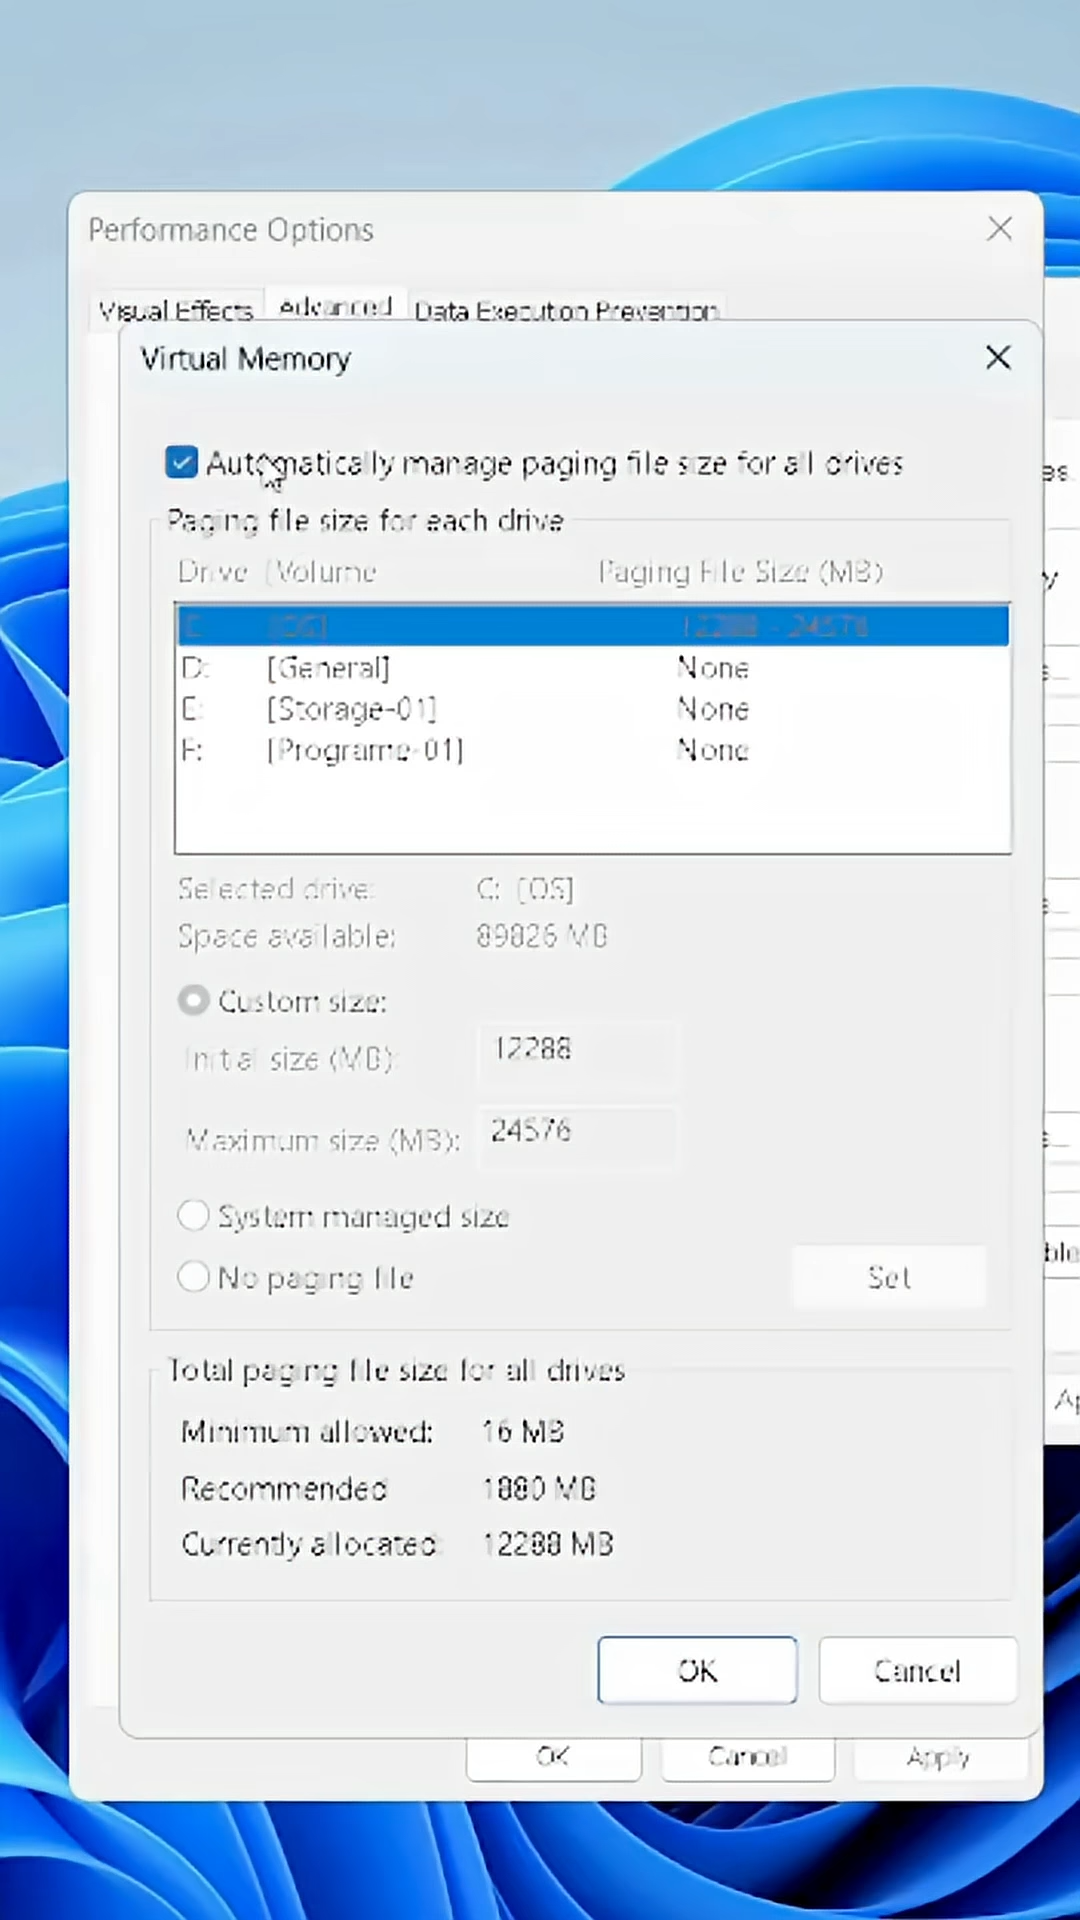 Performance Options
Visual Effects Advanced Data Execution Prevention
Virtual Memory
Automatically manage paging file size for all drives
Paging file size for each drive
Drive [Volume Paging File Size (MB)
[OS] 12288 - 24576
D: [General] None
E: [Storage-01] None
F: [Programe-01] None
Selected drive: C: [OS]
Space available: 89826 MB
Custom size:
Initial size (MB): 12288
Maximum size (MB): 24576
System managed size
No paging file Set
Total paging file size for all drives
Minimum allowed: 16 MB
Recommended 1880 MB
Currently allocated: 12288 MB
OK Cancel
OK Cancel Apply